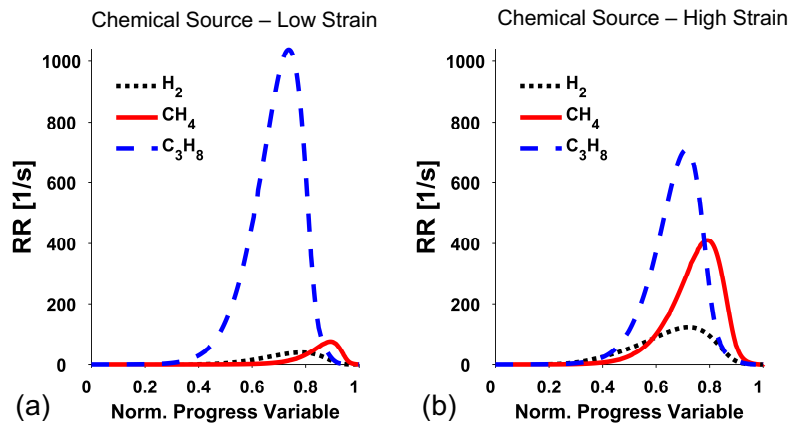 Chemical Source – Low Strain
1000
800
600
400
200
0
RR [1/s]
H2
CH4
C3H8
0 0.2 0.4 0.6 0.8 1
Norm. Progress Variable
(a)
Chemical Source – High Strain
1000
800
600
400
200
0
RR [1/s]
H2
CH4
C3H8
0 0.2 0.4 0.6 0.8 1
Norm. Progress Variable
(b)